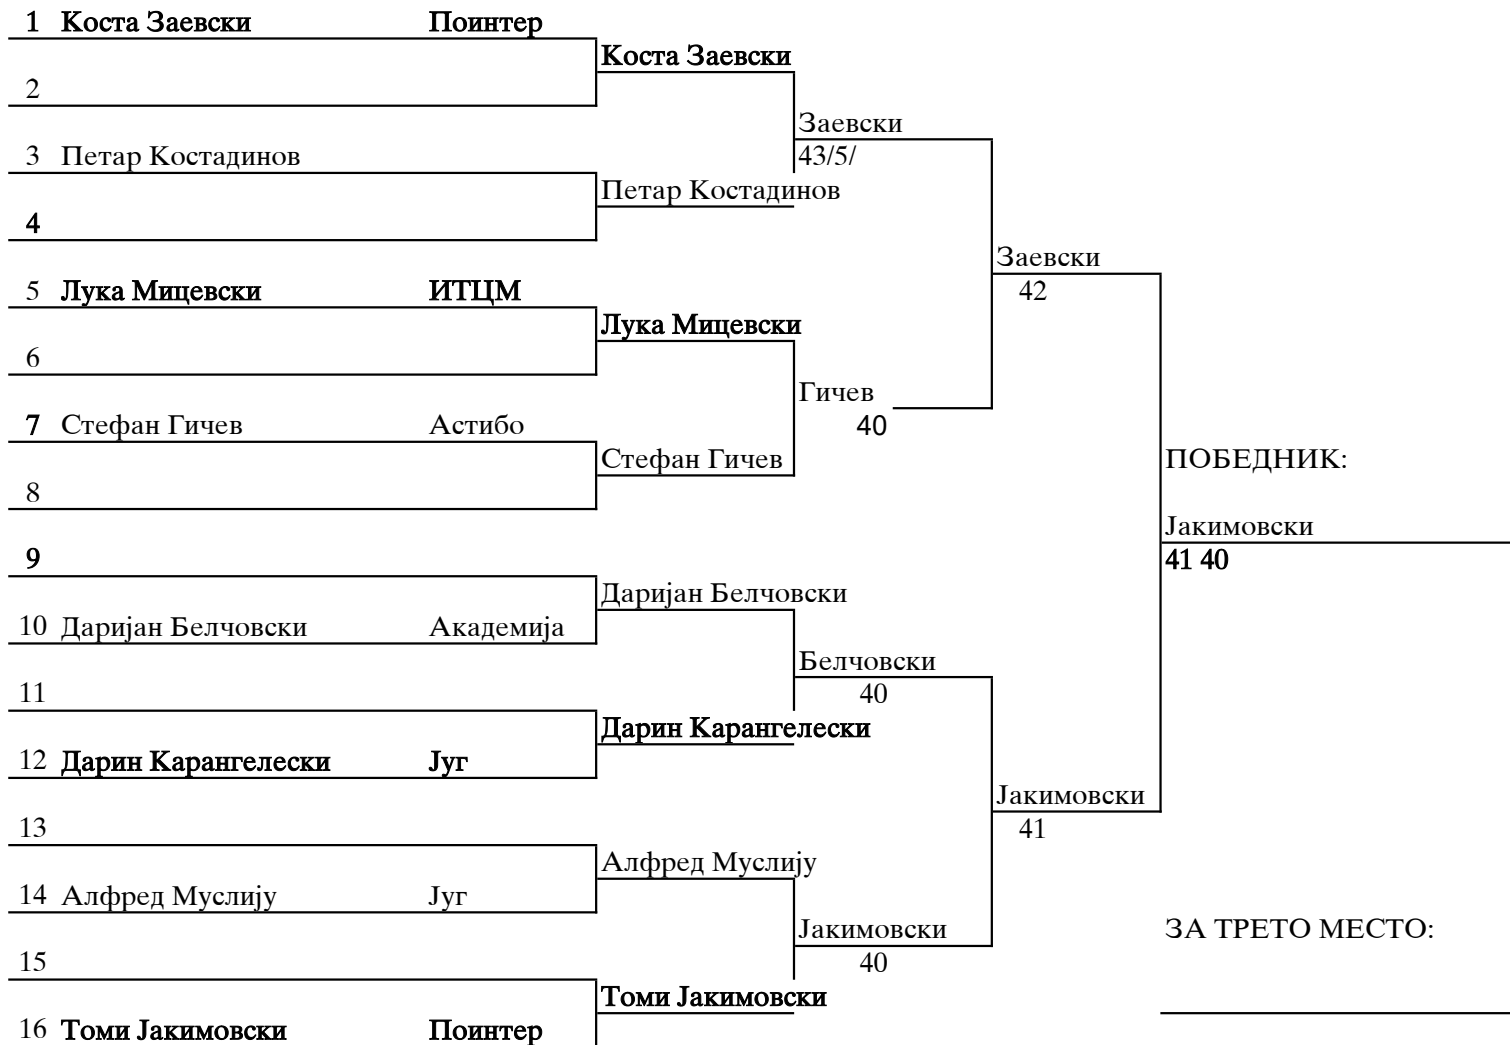 1 Коста Заевски Поинтер
Коста Заевски
2
Заевски
3 Петар Костадинов 43/5/
Петар Костадинов
4
Заевски
5 Лука Мицевски ИТЦМ 42
Лука Мицевски
6
Гичев
7 Стефан Гичев Астибо 40
Стефан Гичев ПОБЕДНИК:
8
Јакимовски
9 41 40
Даријан Белчовски
10 Даријан Белчовски Академија
Белчовски
11 40
Дарин Карангелески
12 Дарин Карангелески Југ
Јакимовски
13 41
Алфред Муслију
14 Алфред Муслију Југ
Јакимовски ЗА ТРЕТО МЕСТО:
15 40
Томи Јакимовски
16 Томи Јакимовски Поинтер